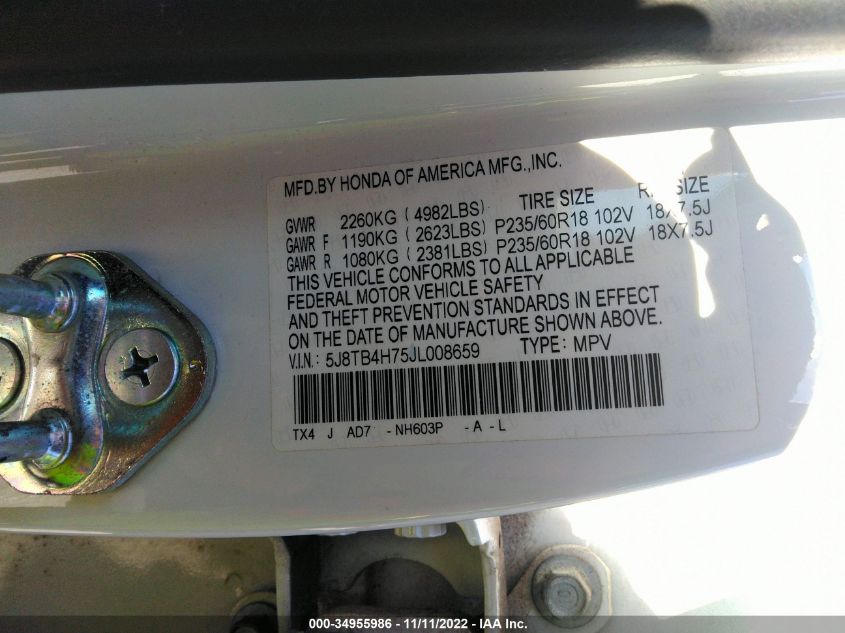 MFD.BY HONDA OF AMERICA MFG.,INC.
TIRE SIZE SIZE
GVWR 2260KG ( 4982LBS)
GAWR F 1190KG ( 2623LBS) P235/60R18 102V 18X7.5J
GAWR R 1080KG ( 2381LBS) P235/60R18 102V 18X7.5J
THIS VEHICLE CONFORMS TO ALL APPLICABLE
FEDERAL MOTOR VEHICLE SAFETY
AND THEFT PREVENTION STANDARDS IN EFFECT
ON THE DATE OF MANUFACTURE SHOWN ABOVE.
V.I.N.: 5J8TB4H75JL008659 TYPE: MPV
TX4 J AD7 - NH603P - A - L
000-34955986 - 11/11/2022 - IAA Inc.